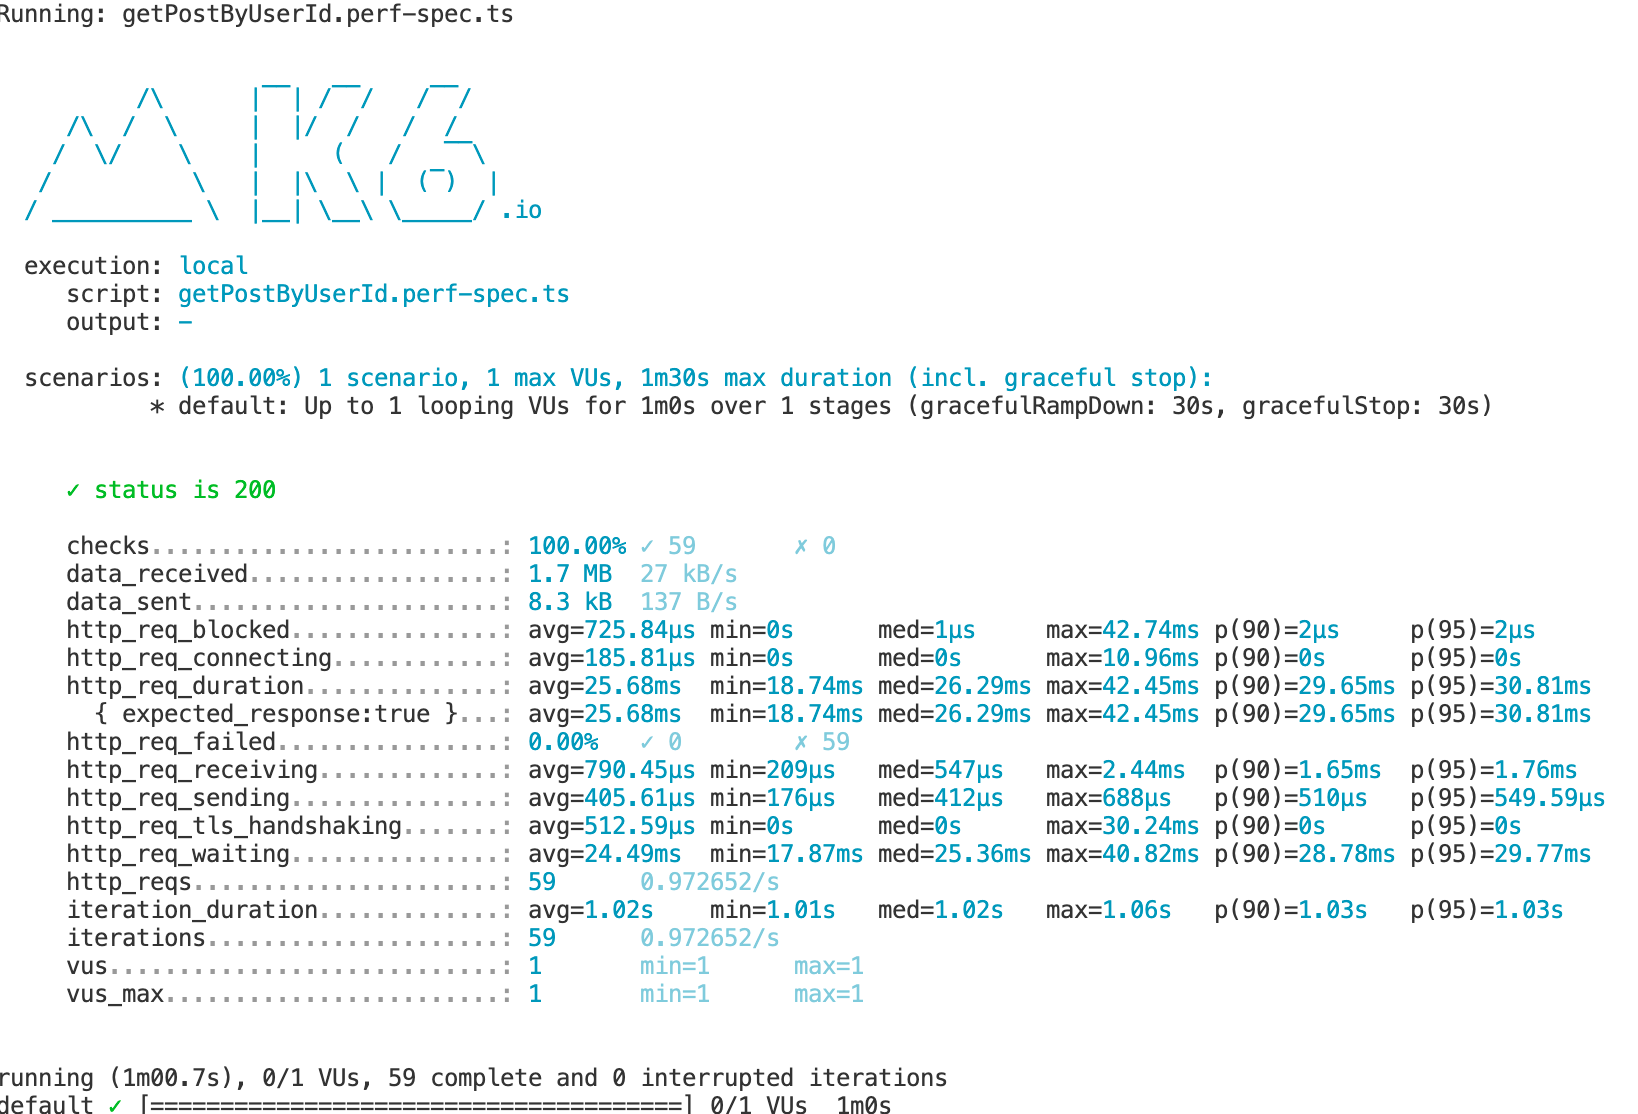 Running: getPostByUserId.perf-spec.ts
          /\      |‾‾| /‾‾/   /‾‾/
     /\  /  \     |  |/  /   /  /
    /  \/    \    |     (   /   ‾‾\
   /          \   |  |\  \ |  (‾)  |
  / __________ \  |__| \__\ \_____/ .io
execution: local
script: getPostByUserId.perf-spec.ts
output: -
scenarios: (100.00%) 1 scenario, 1 max VUs, 1m30s max duration (incl. graceful stop):
* default: Up to 1 looping VUs for 1m0s over 1 stages (gracefulRampDown: 30s, gracefulStop: 30s)
✓ status is 200
checks.........................: 100.00% ✓ 59       ✗ 0
data_received..................: 1.7 MB  27 kB/s
data_sent......................: 8.3 kB  137 B/s
http_req_blocked...............: avg=725.84µs min=0s      med=1µs     max=42.74ms p(90)=2µs     p(95)=2µs
http_req_connecting............: avg=185.81µs min=0s      med=0s      max=10.96ms p(90)=0s      p(95)=0s
http_req_duration..............: avg=25.68ms  min=18.74ms med=26.29ms max=42.45ms p(90)=29.65ms p(95)=30.81ms
{ expected_response:true }...: avg=25.68ms  min=18.74ms med=26.29ms max=42.45ms p(90)=29.65ms p(95)=30.81ms
http_req_failed................: 0.00%   ✓ 0        ✗ 59
http_req_receiving.............: avg=790.45µs min=209µs   med=547µs   max=2.44ms  p(90)=1.65ms  p(95)=1.76ms
http_req_sending...............: avg=405.61µs min=176µs   med=412µs   max=688µs   p(90)=510µs   p(95)=549.59µs
http_req_tls_handshaking.......: avg=512.59µs min=0s      med=0s      max=30.24ms p(90)=0s      p(95)=0s
http_req_waiting...............: avg=24.49ms  min=17.87ms med=25.36ms max=40.82ms p(90)=28.78ms p(95)=29.77ms
http_reqs......................: 59      0.972652/s
iteration_duration.............: avg=1.02s    min=1.01s   med=1.02s   max=1.06s   p(90)=1.03s   p(95)=1.03s
iterations.....................: 59      0.972652/s
vus............................: 1       min=1      max=1
vus_max........................: 1       min=1      max=1
running (1m00.7s), 0/1 VUs, 59 complete and 0 interrupted iterations
default ✓ [======================================] 0/1 VUs  1m0s